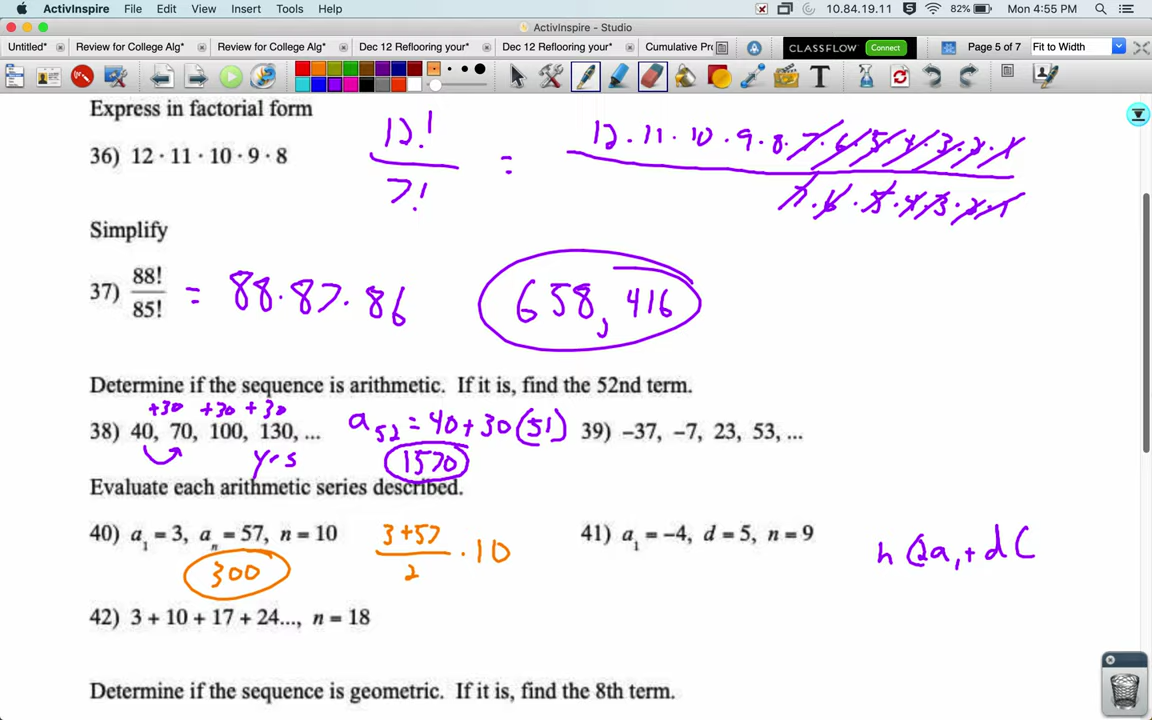 ActivInspire File Edit View Insert Tools Help 10.84.19.11 82% Mon 4:55 PM
ActivInspire - Studio
Untitled* Review for College Alg* Review for College Alg* Dec 12 Reflooring your* Dec 12 Reflooring your* Cumulative Pr CLASSFLOW Connect Page 5 of 7 Fit to Width
Express in factorial form
36) 12 · 11 · 10 · 9 · 8 12!/7! = 12·11·10·9·8·7·6·5·4·3·2·1 / 7·6·5·4·3·2·1
Simplify
37) 88!/85! = 88·87·86 658,416
Determine if the sequence is arithmetic. If it is, find the 52nd term.
+30 +30 +30
38) 40, 70, 100, 130, ... a52 = 40+30(51) 39) −37, −7, 23, 53, ...
yes 1570
Evaluate each arithmetic series described.
40) a1 = 3, an = 57, n = 10 3+57/2 · 10 41) a1 = −4, d = 5, n = 9 n(2a1+d(
300
42) 3 + 10 + 17 + 24..., n = 18
Determine if the sequence is geometric. If it is, find the 8th term.